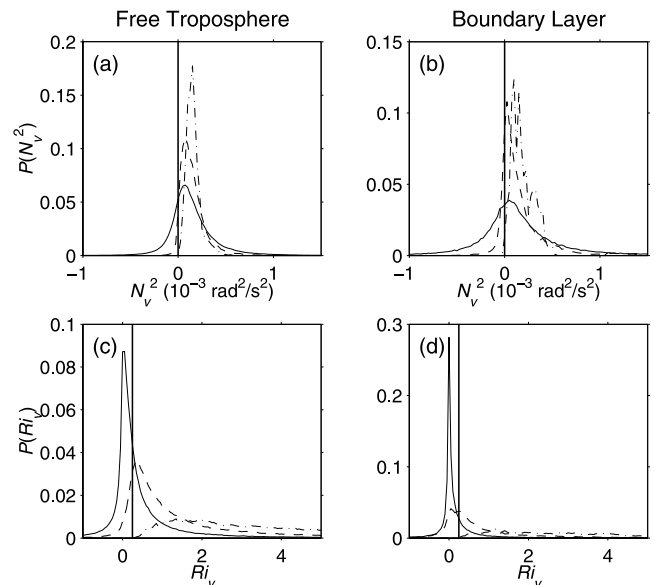 Free Troposphere
Boundary Layer
(a)
0.2
0.15
0.1
0.05
0
P(N_v^2)
−1
0
1
N_v^2 (10^−3 rad^2/s^2)
(b)
0.15
0.1
0.05
0
−1
0
1
N_v^2 (10^−3 rad^2/s^2)
(c)
0.1
0.08
0.06
0.04
0.02
0
P(Ri_v)
0
2
4
Ri_v
(d)
0.3
0.2
0.1
0
0
2
4
Ri_v